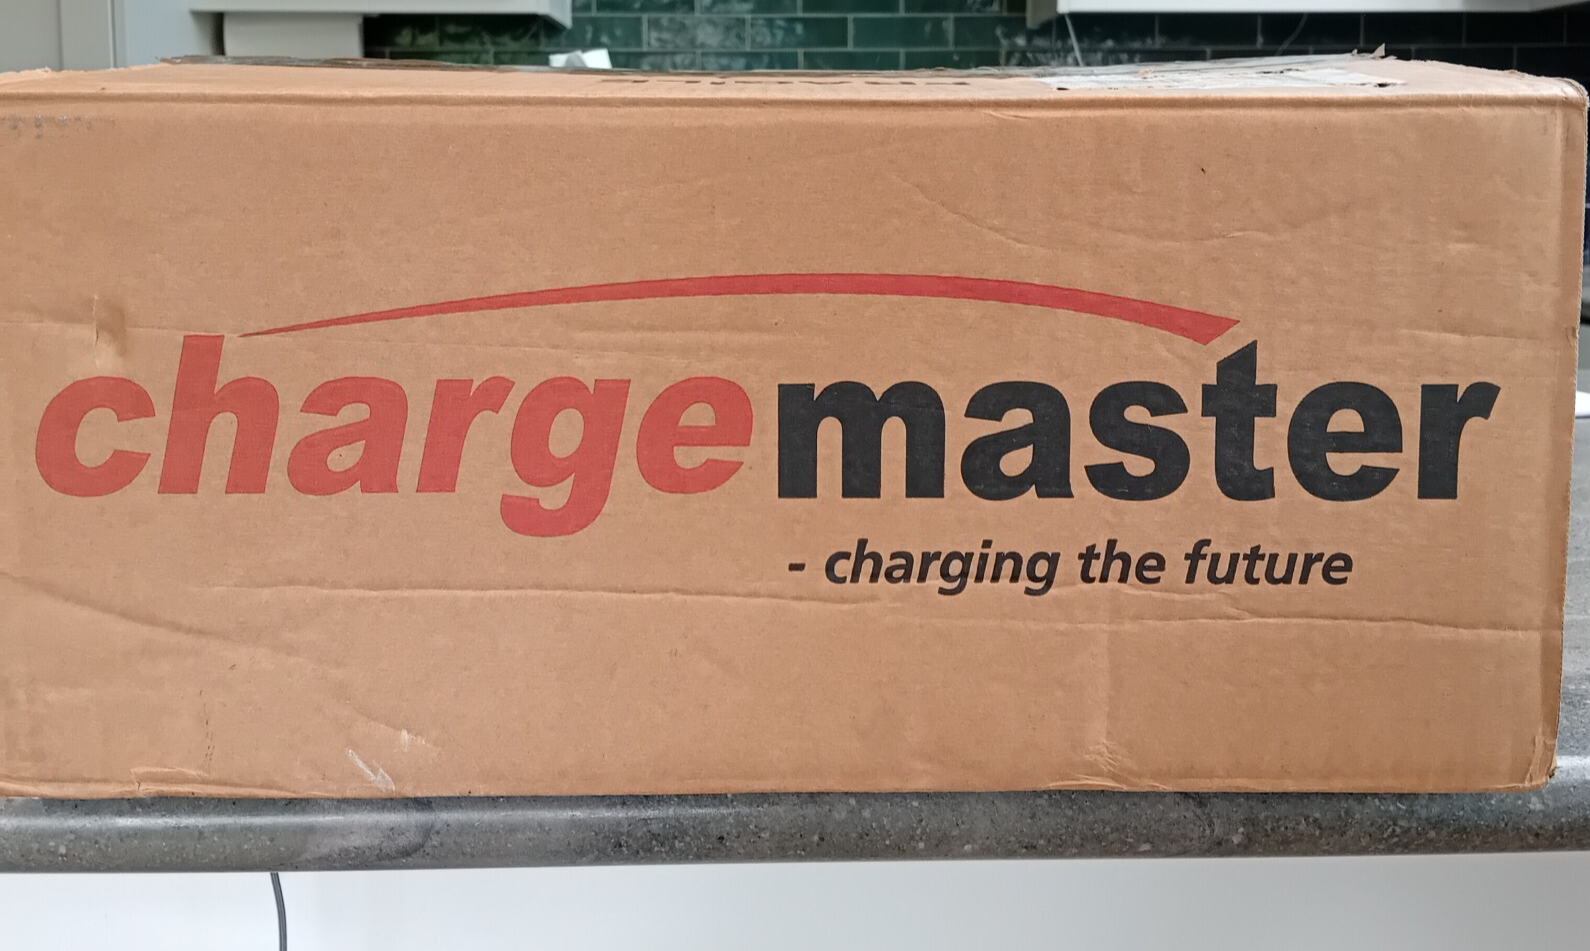 chargemaster
- charging the future